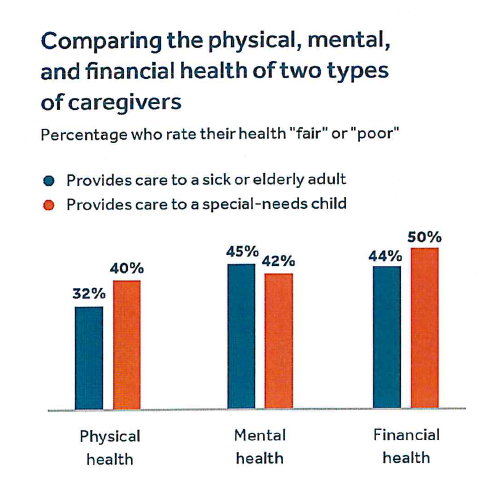 Comparing the physical, mental,
and financial health of two types
of caregivers
Percentage who rate their health "fair" or "poor"
Provides care to a sick or elderly adult
Provides care to a special-needs child
32%
40%
45%
42%
44%
50%
Physical
health
Mental
health
Financial
health